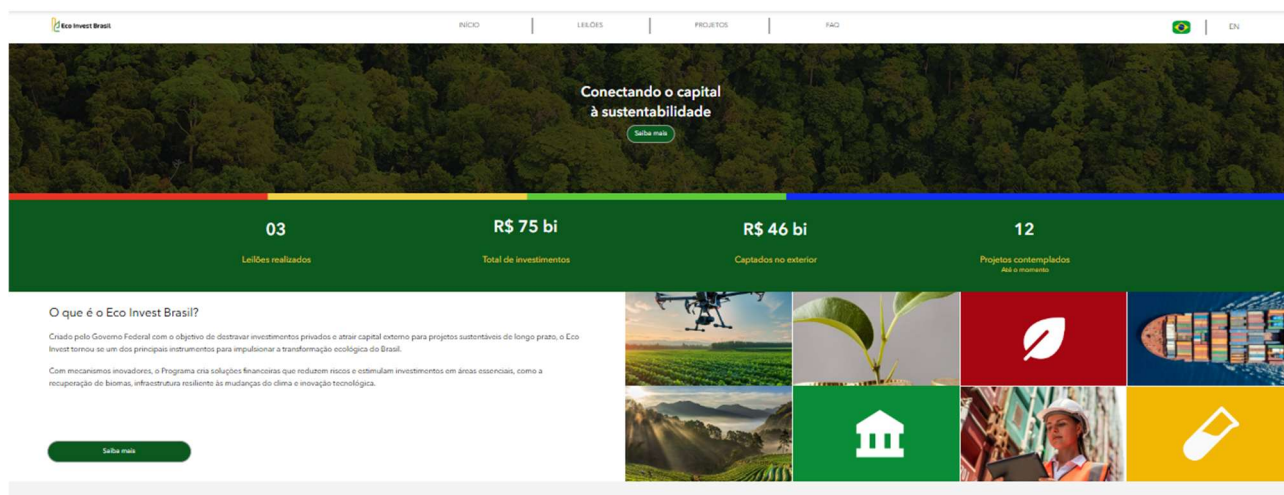 Eco Invest Brasil
INÍCIO
LEILÕES
PROJETOS
FAQ
EN
Conectando o capital
à sustentabilidade
Saiba mais
03
Leilões realizados
R$ 75 bi
Total de investimentos
R$ 46 bi
Captados no exterior
12
Projetos contemplados
Até o momento
O que é o Eco Invest Brasil?
Criado pelo Governo Federal com o objetivo de destravar investimentos privados e atrair capital externo para projetos sustentáveis de longo prazo, o Eco
Invest tornou se um dos principais instrumentos para impulsionar a transformação ecológica do Brasil.
Com mecanismos inovadores, o Programa cria soluções financeiras que reduzem riscos e estimulam investimentos em áreas essenciais, como a
recuperação de biomas, infraestrutura resiliente às mudanças do clima e inovação tecnológica.
Saiba mais